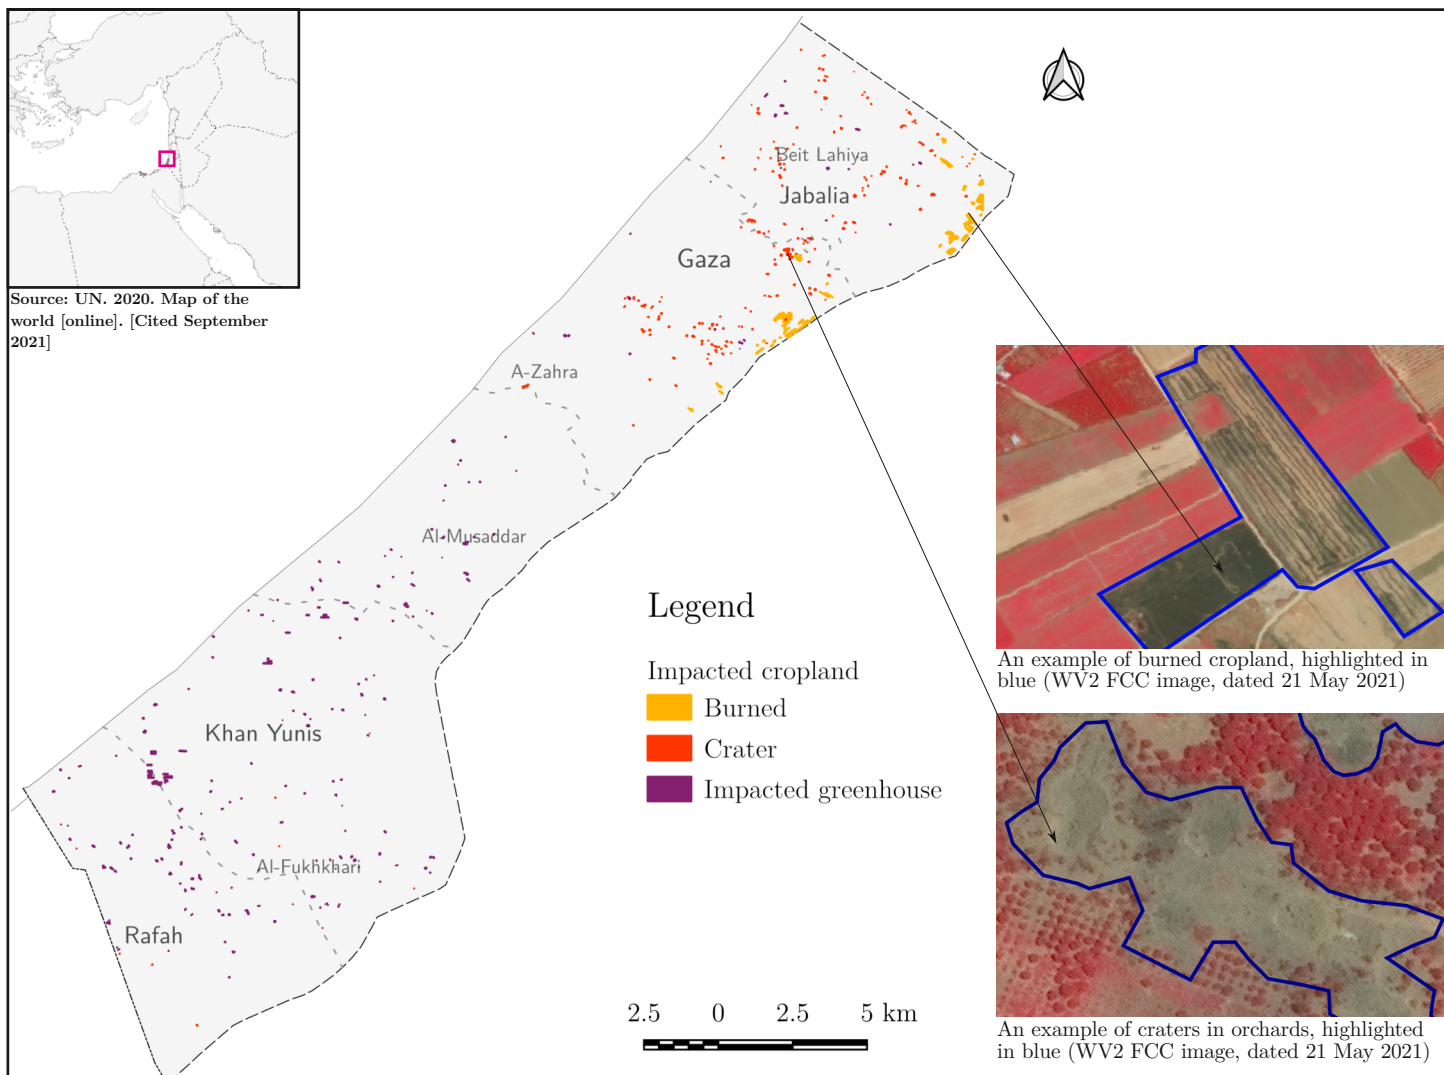 Source: UN. 2020. Map of the
world [online]. [Cited September
2021]
Beit Lahiya
Jabalia
Gaza
A-Zahra
Al-Musaddar
Khan Yunis
Al-Fukhkhari
Rafah
Legend
Impacted cropland
Burned
Crater
Impacted greenhouse
2.5 0 2.5 5 km
An example of burned cropland, highlighted in
blue (WV2 FCC image, dated 21 May 2021)
An example of craters in orchards, highlighted
in blue (WV2 FCC image, dated 21 May 2021)